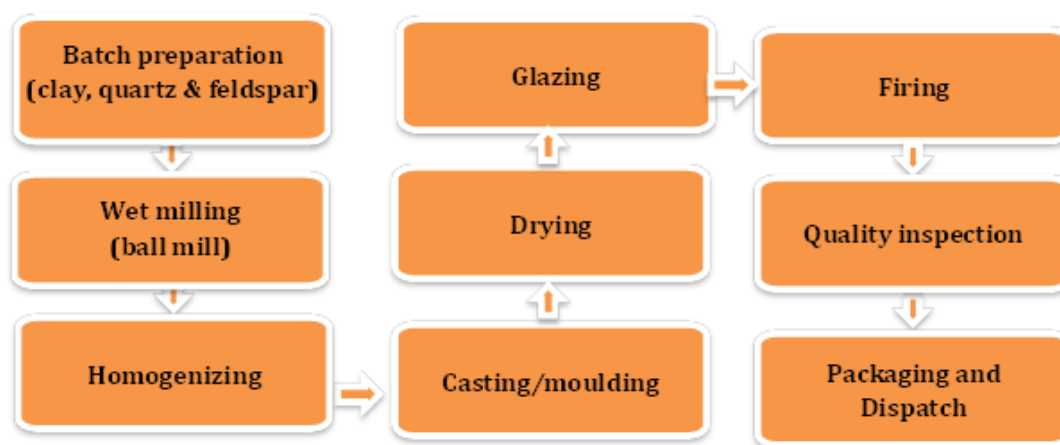 Batch preparation
(clay, quartz & feldspar)
Wet milling
(ball mill)
Homogenizing
Casting/moulding
Drying
Glazing
Firing
Quality inspection
Packaging and
Dispatch